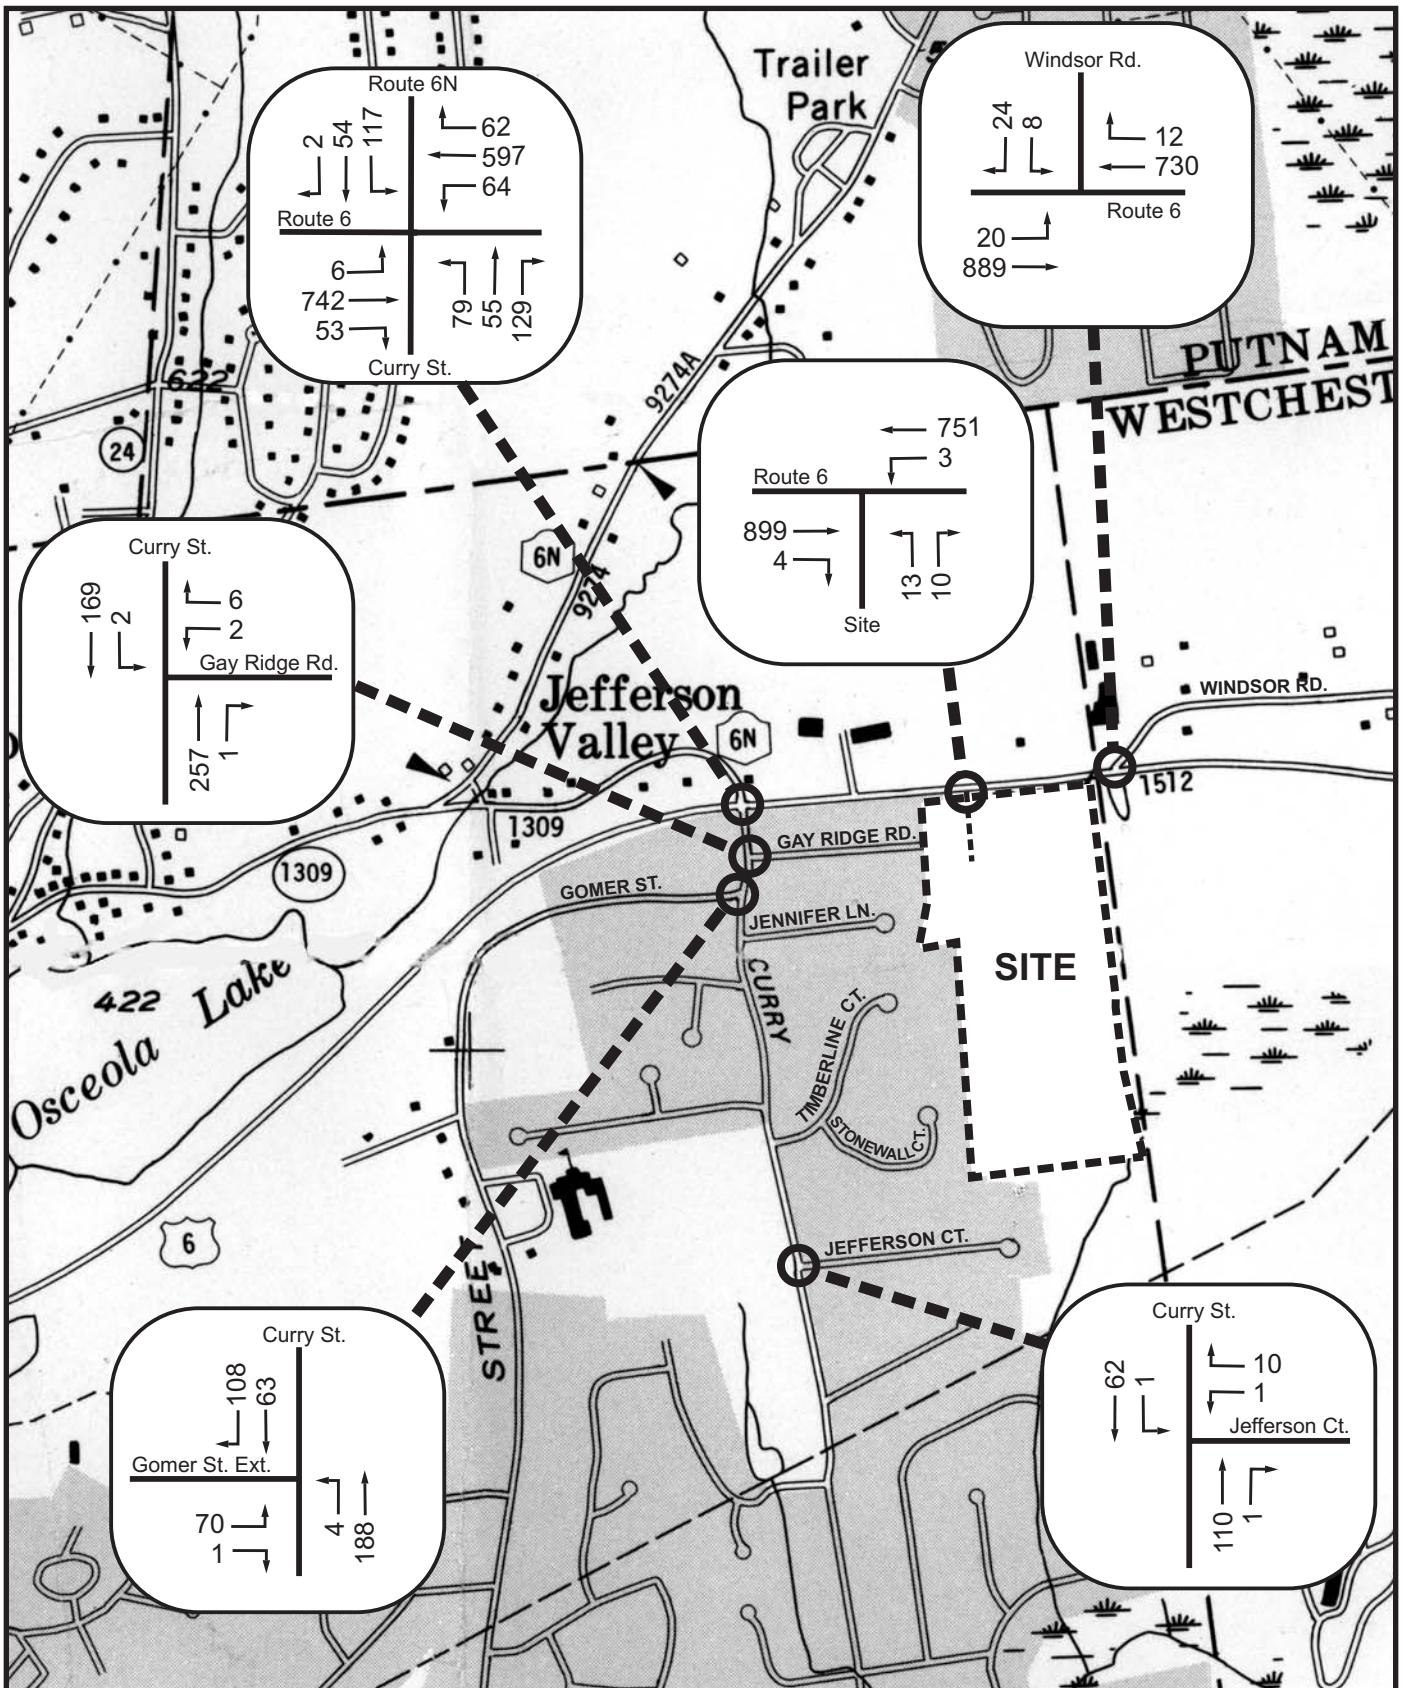 Trailer
Park
5
Route 6N
2
54
117
62
597
64
Route 6
6
742
53
79
55
129
Curry St.
Windsor Rd.
24
8
12
730
Route 6
20
889
PUTNAM
WESTCHEST
9274A
622
24
751
3
Route 6
899
4
13
10
Site
6N
9274
Curry St.
169
2
6
2
Gay Ridge Rd.
257
1
Jefferson
Valley
6N
WINDSOR RD.
1512
1309
GAY RIDGE RD.
1309
GOMER ST.
JENNIFER LN.
SITE
CURRY
422
Osceola Lake
TIMBERLINE CT.
STONEWALL CT.
6
STREET
JEFFERSON CT.
Curry St.
108
63
Gomer St. Ext.
70
1
4
188
Curry St.
62
1
10
1
Jefferson Ct.
110
1